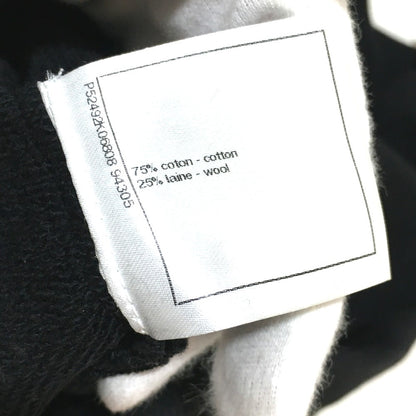 P52492K06808 94305
75% coton - cotton
25% laine - wool